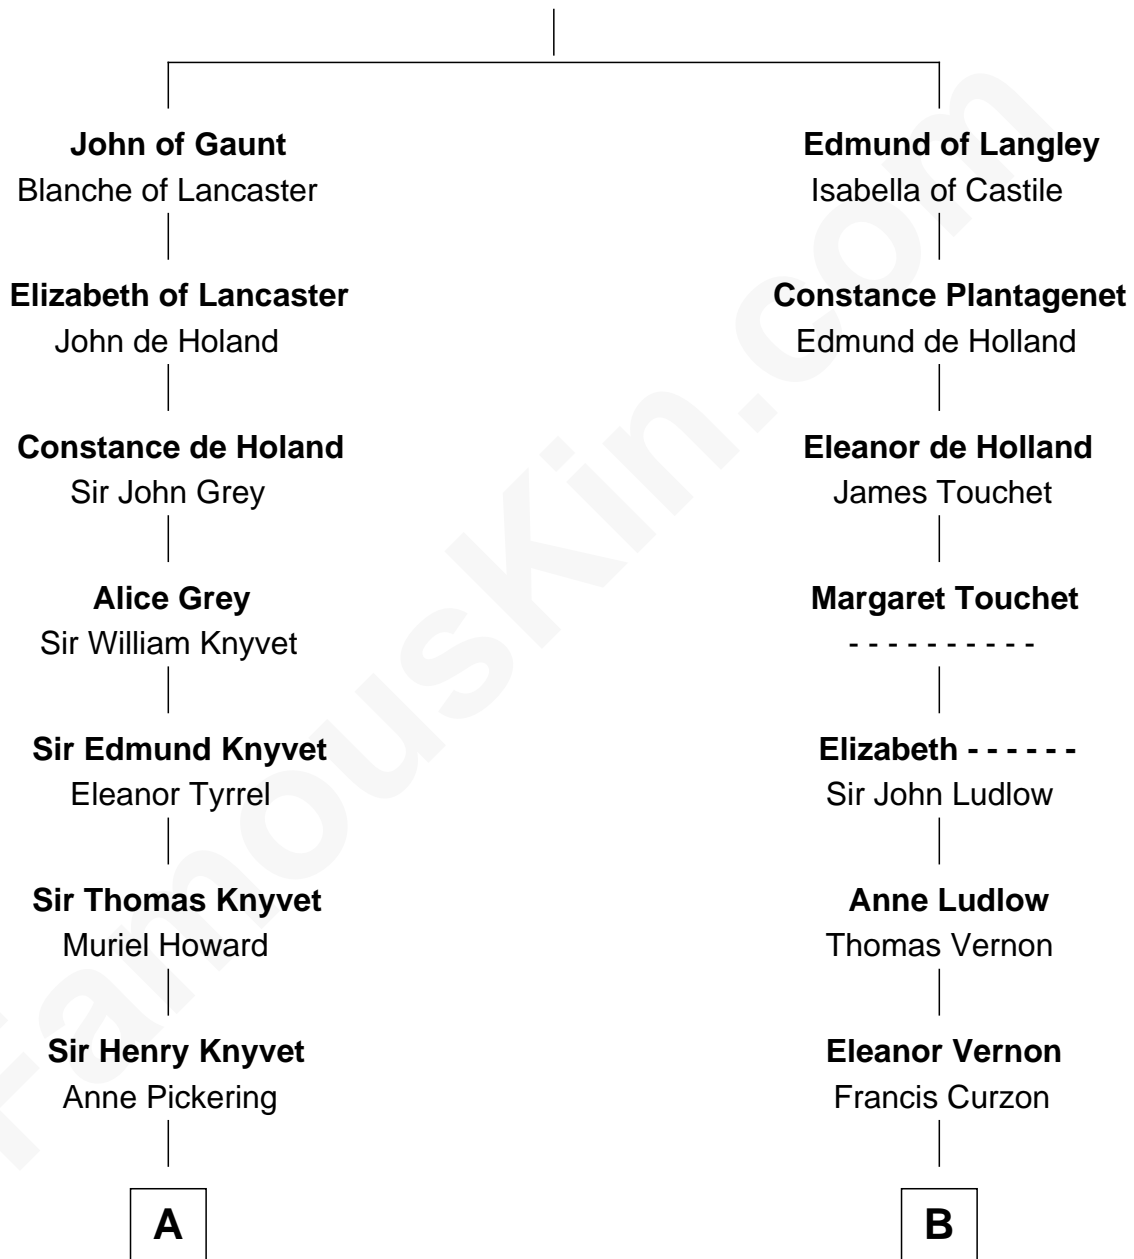 John of Gaunt
Blanche of Lancaster
Elizabeth of Lancaster
John de Holand
Constance de Holand
Sir John Grey
Alice Grey
Sir William Knyvet
Sir Edmund Knyvet
Eleanor Tyrrel
Sir Thomas Knyvet
Muriel Howard
Sir Henry Knyvet
Anne Pickering
A
Edmund of Langley
Isabella of Castile
Constance Plantagenet
Edmund de Holland
Eleanor de Holland
James Touchet
Margaret Touchet
- - - - - - - - - -
Elizabeth - - - - - -
Sir John Ludlow
Anne Ludlow
Thomas Vernon
Eleanor Vernon
Francis Curzon
B
FamousKin.com